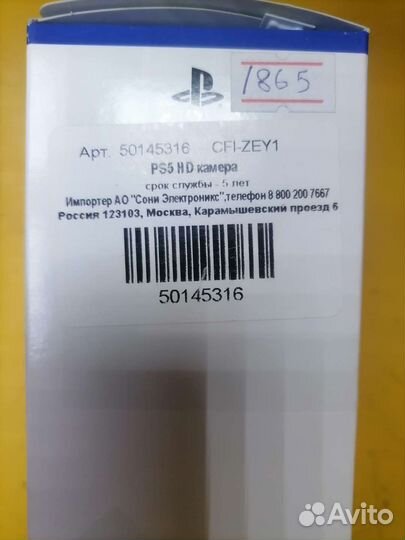 1865
Арт. 50145316 CFI-ZEY1
PS5 HD камера
срок службы - 5 лет
Импортер АО "Сони Электроникс",телефон 8 800 200 7667
Россия 123103, Москва, Карамышевский проезд 6
50145316
Avito